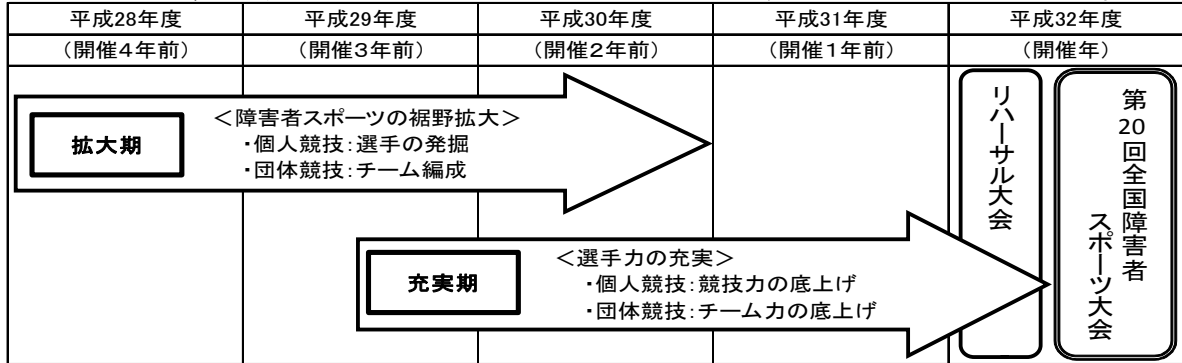 平成28年度 平成29年度 平成30年度 平成31年度 平成32年度
(開催4年前) (開催3年前) (開催2年前) (開催1年前) (開催年)
拡大期
<障害者スポーツの裾野拡大>
・個人競技:選手の発掘
・団体競技:チーム編成
充実期
<選手力の充実>
・個人競技:競技力の底上げ
・団体競技:チーム力の底上げ
リハーサル大会
第20回全国障害者
スポーツ大会